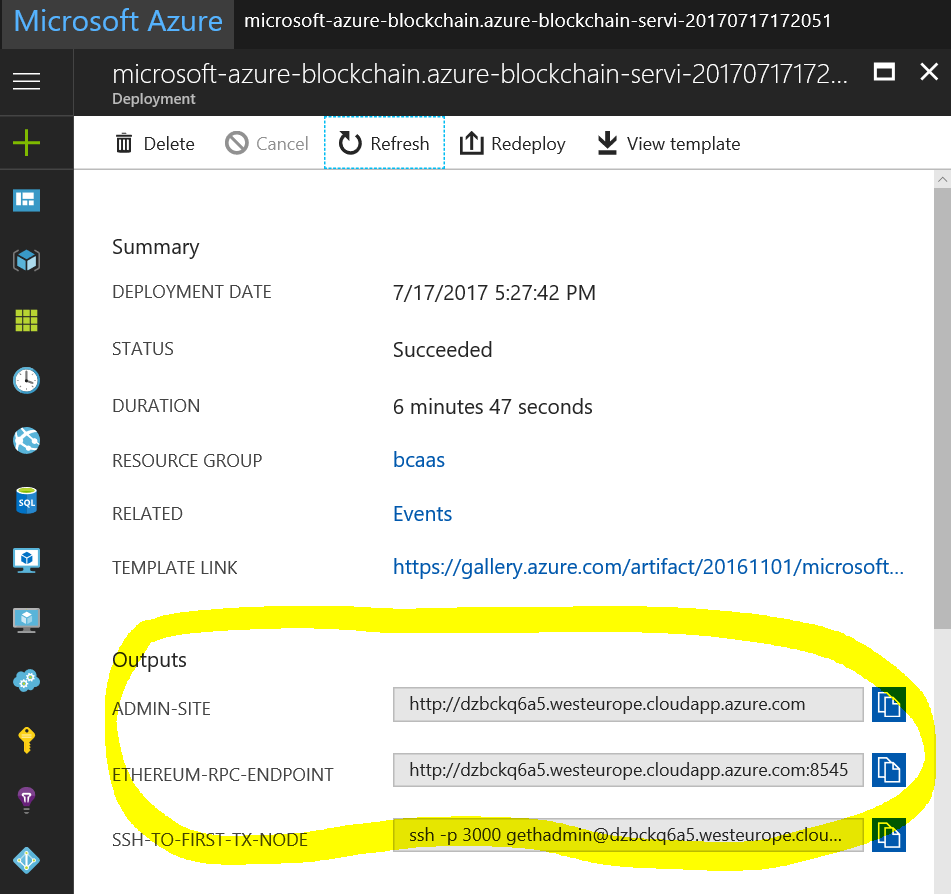 Microsoft Azure microsoft-azure-blockchain.azure-blockchain-servi-20170717172051
microsoft-azure-blockchain.azure-blockchain-servi-20170717172...
Deployment
Delete Cancel Refresh Redeploy View template
Summary
DEPLOYMENT DATE 7/17/2017 5:27:42 PM
STATUS Succeeded
DURATION 6 minutes 47 seconds
RESOURCE GROUP bcaas
RELATED Events
TEMPLATE LINK https://gallery.azure.com/artifact/20161101/microsoft...
Outputs
ADMIN-SITE http://dzbckq6a5.westeurope.cloudapp.azure.com
ETHEREUM-RPC-ENDPOINT http://dzbckq6a5.westeurope.cloudapp.azure.com:8545
SSH-TO-FIRST-TX-NODE ssh -p 3000 gethadmin@dzbckq6a5.westeurope.clou...
SQL